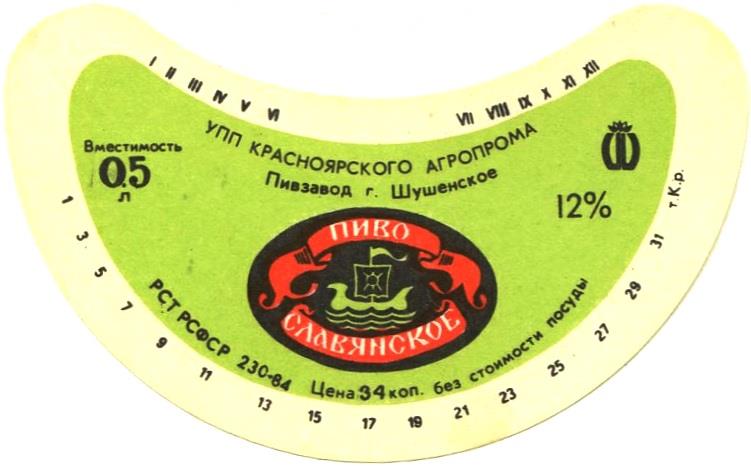 I II III IV V VI VII VIII IX X XI XII
УПП КРАСНОЯРСКОГО АГРОПРОМА
Пивзавод г. Шушенское
Вместимость
0,5
л
12%
ПИВО
СЛАВЯНСКОЕ
РСТ РСФСР 230-84 Цена 34 коп. без стоимости посуды
1 3 5 7 9 11 13 15 17 19 21 23 25 27 29 31 т.К.р.